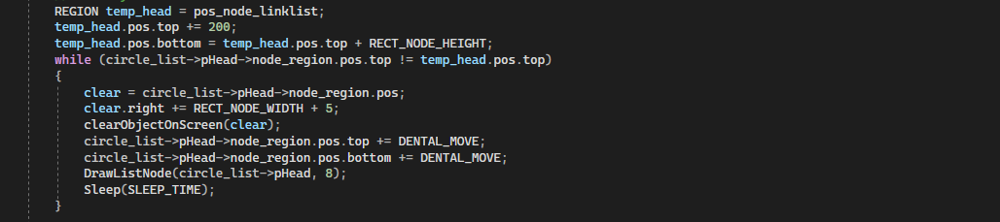 REGION temp_head = pos_node_linklist;
temp_head.pos.top += 200;
temp_head.pos.bottom = temp_head.pos.top + RECT_NODE_HEIGHT;
while (circle_list->pHead->node_region.pos.top != temp_head.pos.top)
{
    clear = circle_list->pHead->node_region.pos;
    clear.right += RECT_NODE_WIDTH + 5;
    clearObjectOnScreen(clear);
    circle_list->pHead->node_region.pos.top += DENTAL_MOVE;
    circle_list->pHead->node_region.pos.bottom += DENTAL_MOVE;
    DrawListNode(circle_list->pHead, 8);
    Sleep(SLEEP_TIME);
}